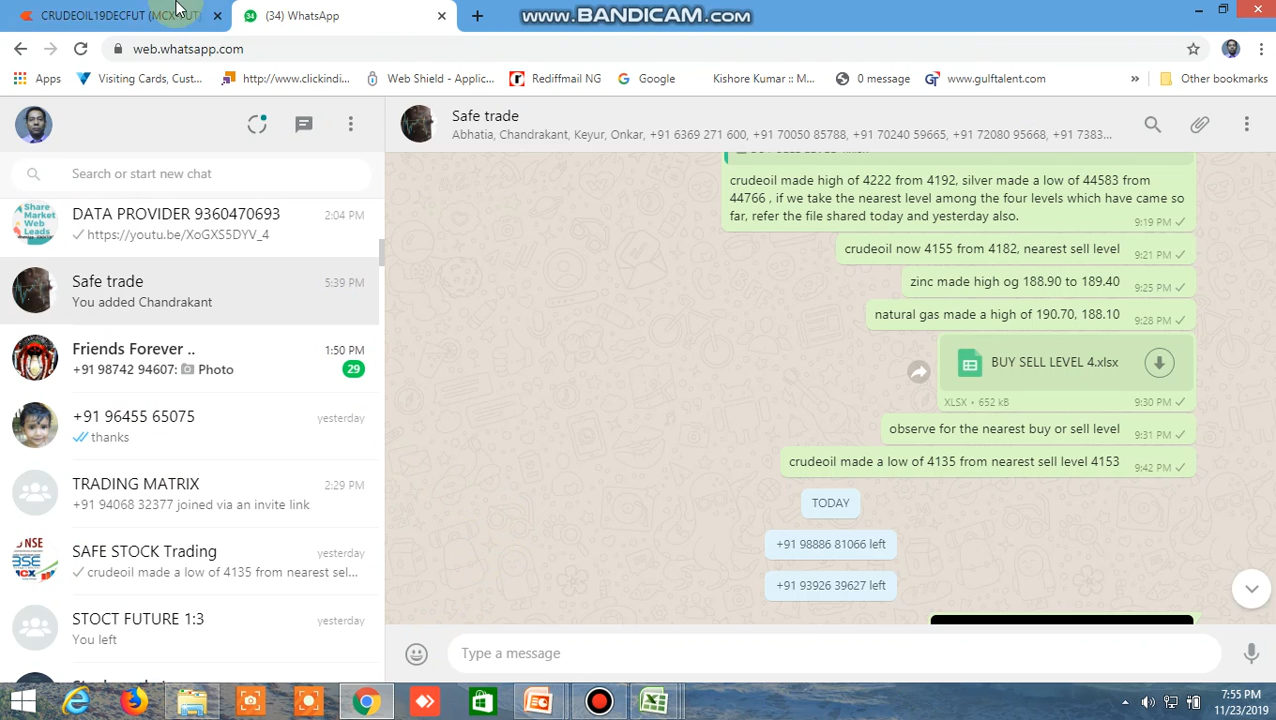 CRUDEOIL19DECFUT (MCX-FUT)
(34) WhatsApp
www.BANDICAM.com
web.whatsapp.com
Apps
Visiting Cards, Cust...
http://www.clickindi...
Web Shield - Applic...
Rediffmail NG
Google
Kishore Kumar :: M...
0 message
www.gulftalent.com
»
Other bookmarks
Safe trade
Abhatia, Chandrakant, Keyur, Onkar, +91 6369 271 600, +91 70050 85788, +91 70240 59665, +91 72080 95668, +91 7383...
Search or start new chat
DATA PROVIDER 9360470693
2:04 PM
https://youtu.be/XoGXS5DYV_4
Safe trade
5:39 PM
You added Chandrakant
Friends Forever ..
1:50 PM
+91 98742 94607: Photo
29
+91 96455 65075
yesterday
thanks
TRADING MATRIX
2:29 PM
+91 94068 32377 joined via an invite link
SAFE STOCK Trading
yesterday
crudeoil made a low of 4135 from nearest sel...
STOCT FUTURE 1:3
yesterday
You left
crudeoil made high of 4222 from 4192, silver made a low of 44583 from
44766 , if we take the nearest level among the four levels which have came so
far, refer the file shared today and yesterday also.
9:19 PM
crudeoil now 4155 from 4182, nearest sell level
9:21 PM
zinc made high og 188.90 to 189.40
9:25 PM
natural gas made a high of 190.70, 188.10
9:28 PM
BUY SELL LEVEL 4.xlsx
XLSX • 652 kB
9:30 PM
observe for the nearest buy or sell level
9:31 PM
crudeoil made a low of 4135 from nearest sell level 4153
9:42 PM
TODAY
+91 98886 81066 left
+91 93926 39627 left
Type a message
7:55 PM
11/23/2019